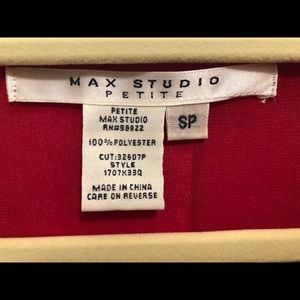 MAX STUDIO
PETITE
SP
PETITE
MAX STUDIO
RN#58822
100% POLYESTER
CUT:32607P
STYLE
1707K33Q
MADE IN CHINA
CARE ON REVERSE